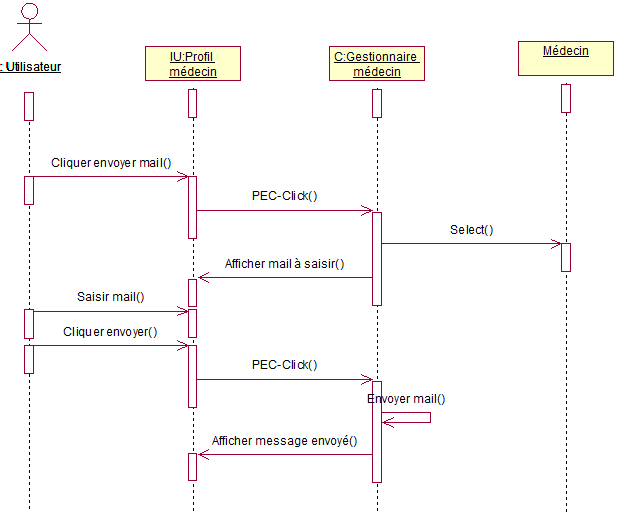 : Utilisateur
IU:Profil
médecin
C:Gestionnaire
médecin
Médecin
Cliquer envoyer mail()
PEC-Click()
Select()
Afficher mail à saisir()
Saisir mail()
Cliquer envoyer()
PEC-Click()
Envoyer mail()
Afficher message envoyé()